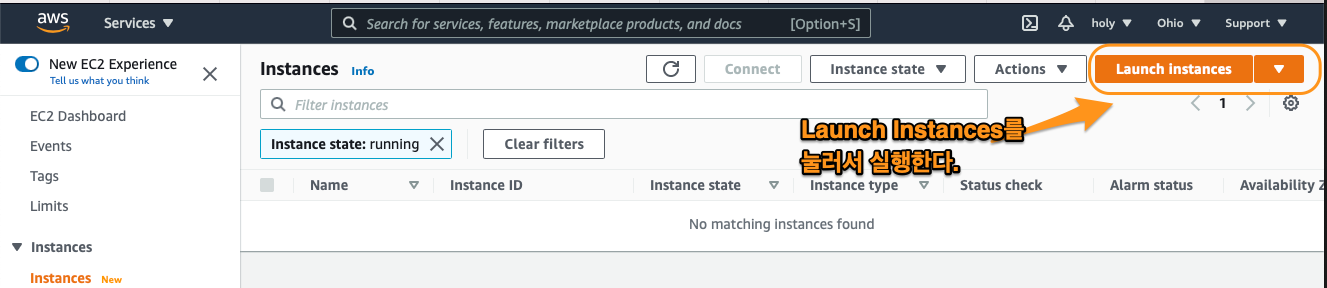 aws Services Search for services, features, marketplace products, and docs [Option+S] holy Ohio Support
New EC2 Experience
Tell us what you think
EC2 Dashboard
Events
Tags
Limits
Instances
Instances New
Instances Info Connect Instance state Actions Launch instances
Filter instances 1
Instance state: running Clear filters
Launch Instances를
눌러서 실행한다.
Name Instance ID Instance state Instance type Status check Alarm status Availability Z
No matching instances found